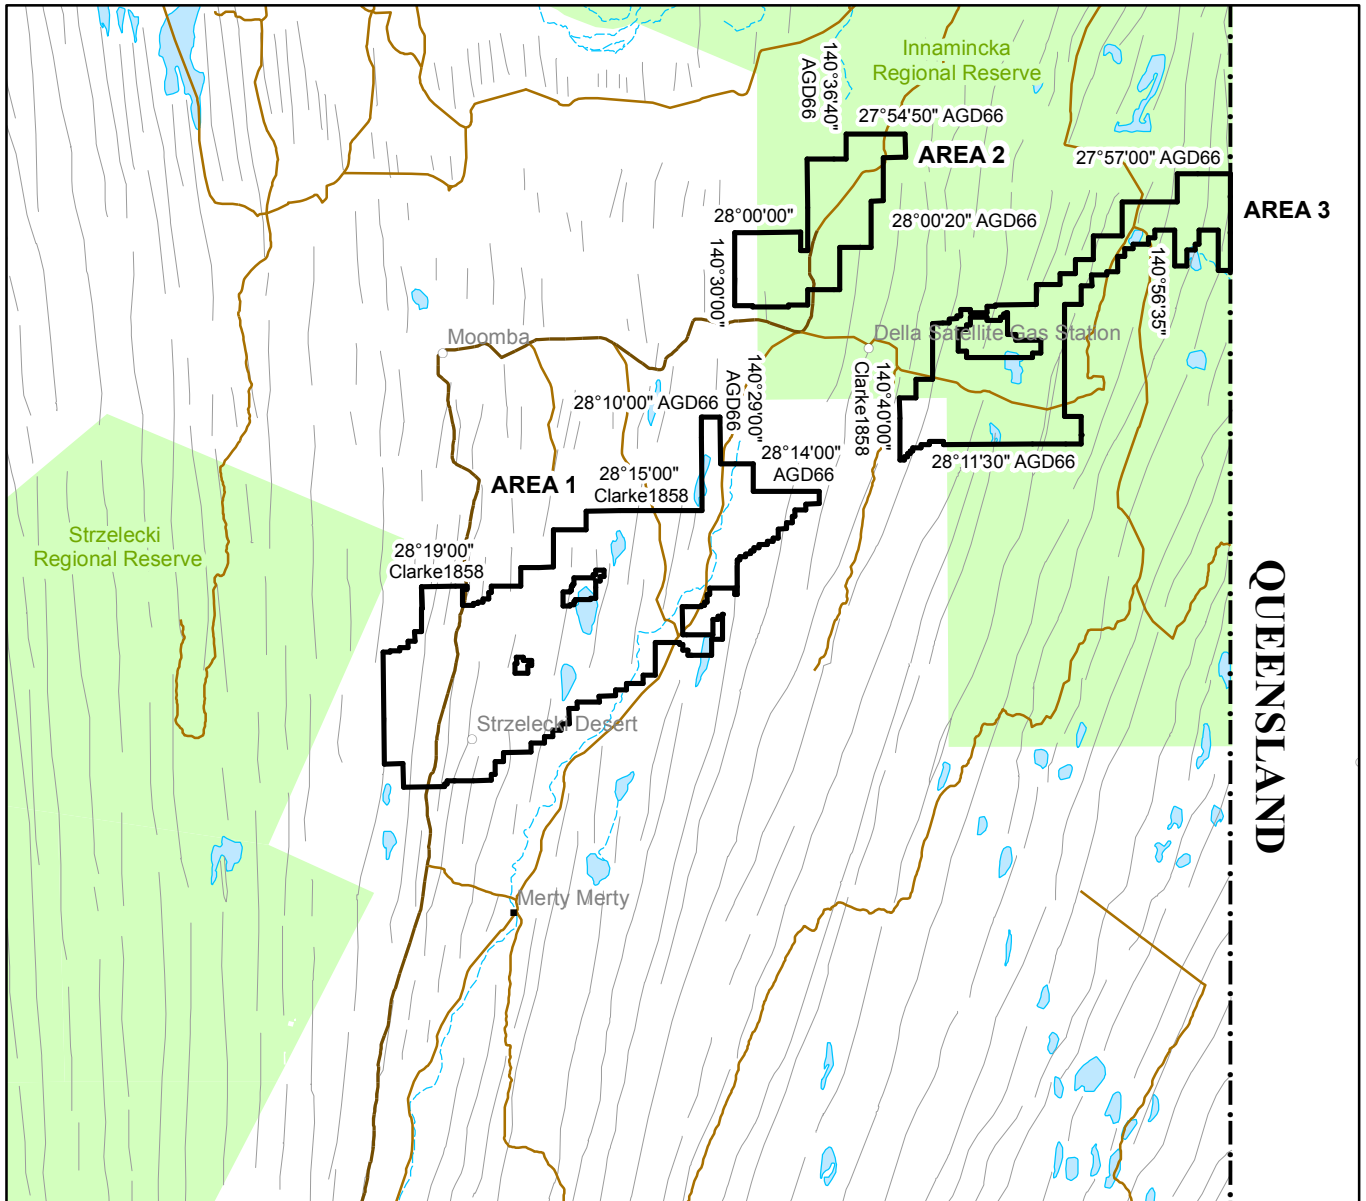 Innamincka
Regional Reserve
140°36'40"
AGD66
27°54'50" AGD66
AREA 2
27°57'00" AGD66
AREA 3
28°00'00"
28°00'20" AGD66
140°30'00"
140°56'35"
Moomba
Della Satellite Gas Station
140°29'00"
AGD66
140°40'00"
Clarke1858
28°10'00" AGD66
28°14'00"
AGD66
28°11'30" AGD66
AREA 1
28°15'00"
Clarke1858
Strzelecki
Regional Reserve
28°19'00"
Clarke1858
QUEENSLAND
Strzelecki Desert
Merty Merty